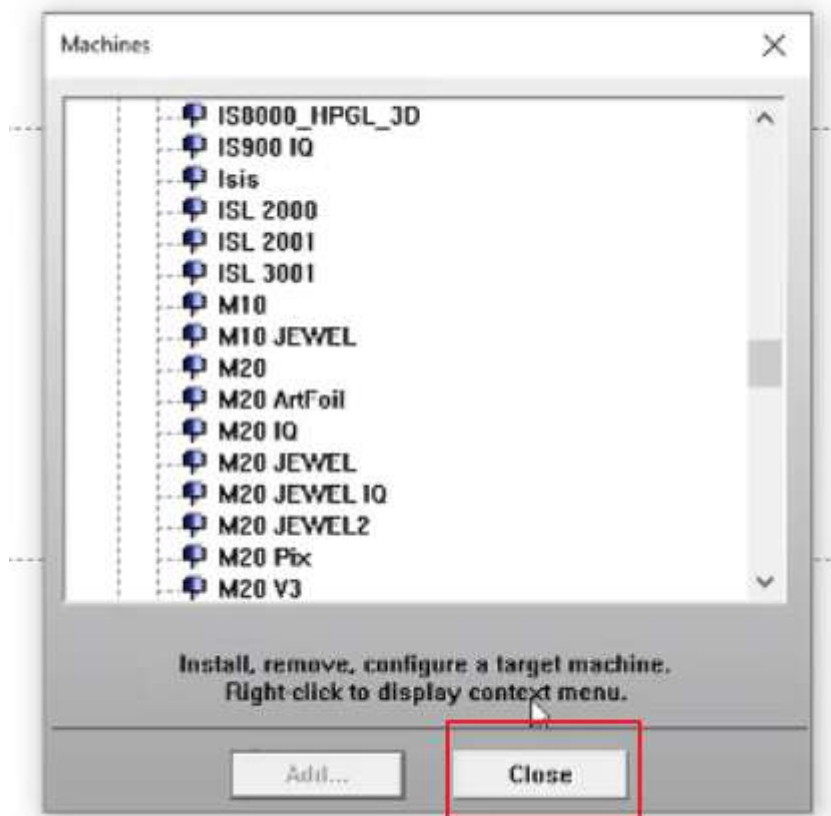 Machines
IS8000_HPGL_3D
IS900 IQ
Isis
ISL 2000
ISL 2001
ISL 3001
M10
M10 JEWEL
M20
M20 ArtFoil
M20 IQ
M20 JEWEL
M20 JEWEL IQ
M20 JEWEL2
M20 Pix
M20 V3
Install, remove, configure a target machine.
Right-click to display context menu.
Add... Close